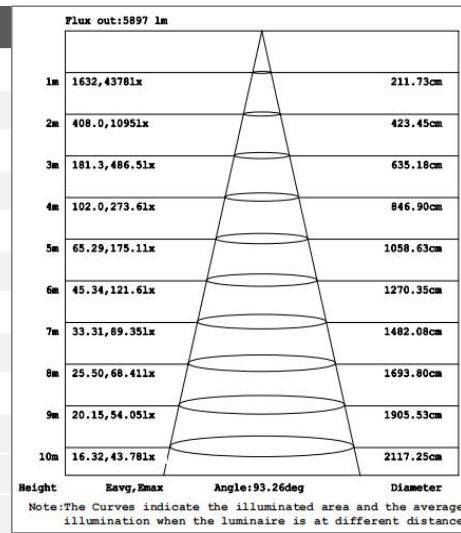 Flux out:5897 lm
1m 1632,4378lx 211.73cm
2m 408.0,1095lx 423.45cm
3m 181.3,486.5lx 635.18cm
4m 102.0,273.6lx 846.90cm
5m 65.29,175.1lx 1058.63cm
6m 45.34,121.6lx 1270.35cm
7m 33.31,89.35lx 1482.08cm
8m 25.50,68.41lx 1693.80cm
9m 20.15,54.05lx 1905.53cm
10m 16.32,43.78lx 2117.25cm
Height Eavg,Emax Angle:93.26deg Diameter
Note:The Curves indicate the illuminated area and the average
illumination when the luminaire is at different distance